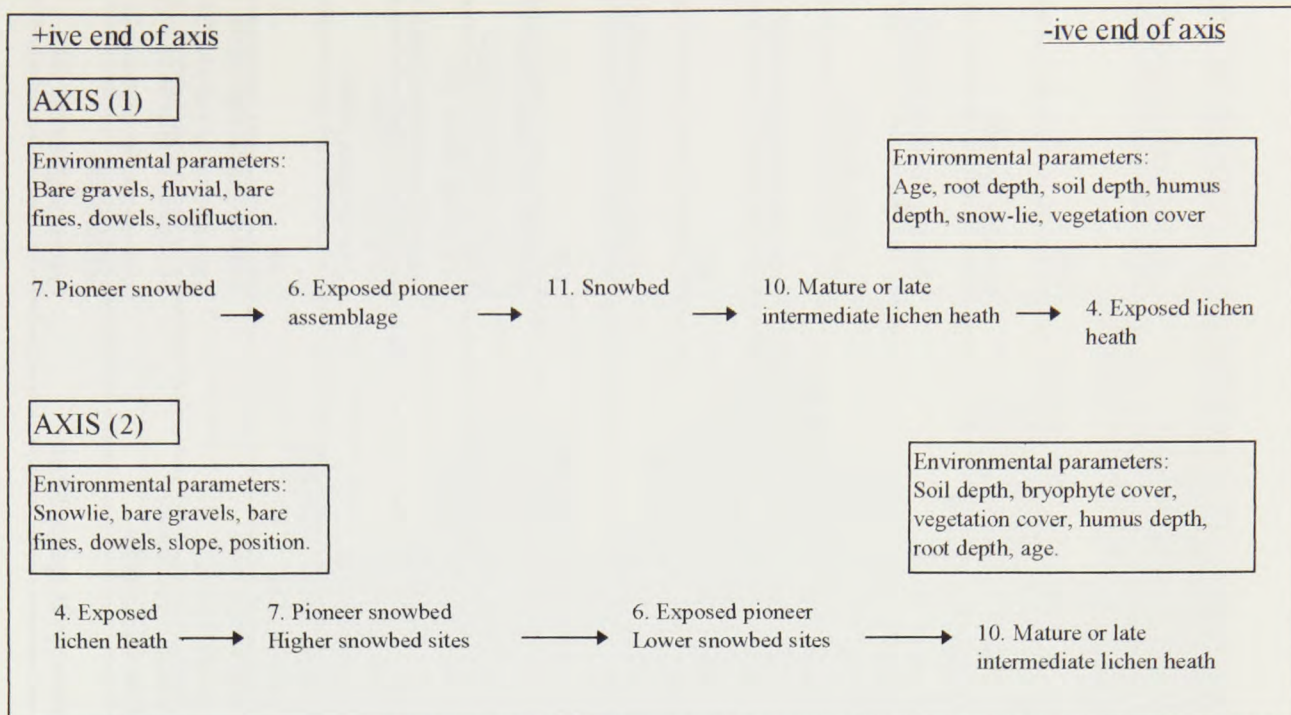 +ive end of axis
-ive end of axis
AXIS (1)
Environmental parameters:
Bare gravels, fluvial, bare
fines, dowels, solifluction.
Environmental parameters:
Age, root depth, soil depth, humus
depth, snow-lie, vegetation cover
7. Pioneer snowbed
6. Exposed pioneer
assemblage
11. Snowbed
10. Mature or late
intermediate lichen heath
4. Exposed lichen
heath
AXIS (2)
Environmental parameters:
Snowlie, bare gravels, bare
fines, dowels, slope, position.
Environmental parameters:
Soil depth, bryophyte cover,
vegetation cover, humus depth,
root depth, age.
4. Exposed
lichen heath
7. Pioneer snowbed
Higher snowbed sites
6. Exposed pioneer
Lower snowbed sites
10. Mature or late
intermediate lichen heath